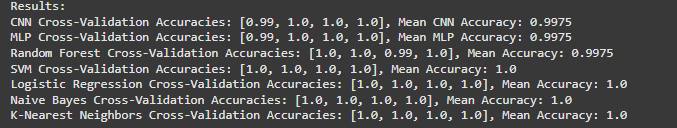 Results:
CNN Cross-Validation Accuracies: [0.99, 1.0, 1.0, 1.0], Mean CNN Accuracy: 0.9975
MLP Cross-Validation Accuracies: [0.99, 1.0, 1.0, 1.0], Mean MLP Accuracy: 0.9975
Random Forest Cross-Validation Accuracies: [1.0, 1.0, 0.99, 1.0], Mean Accuracy: 0.9975
SVM Cross-Validation Accuracies: [1.0, 1.0, 1.0, 1.0], Mean Accuracy: 1.0
Logistic Regression Cross-Validation Accuracies: [1.0, 1.0, 1.0, 1.0], Mean Accuracy: 1.0
Naive Bayes Cross-Validation Accuracies: [1.0, 1.0, 1.0, 1.0], Mean Accuracy: 1.0
K-Nearest Neighbors Cross-Validation Accuracies: [1.0, 1.0, 1.0, 1.0], Mean Accuracy: 1.0